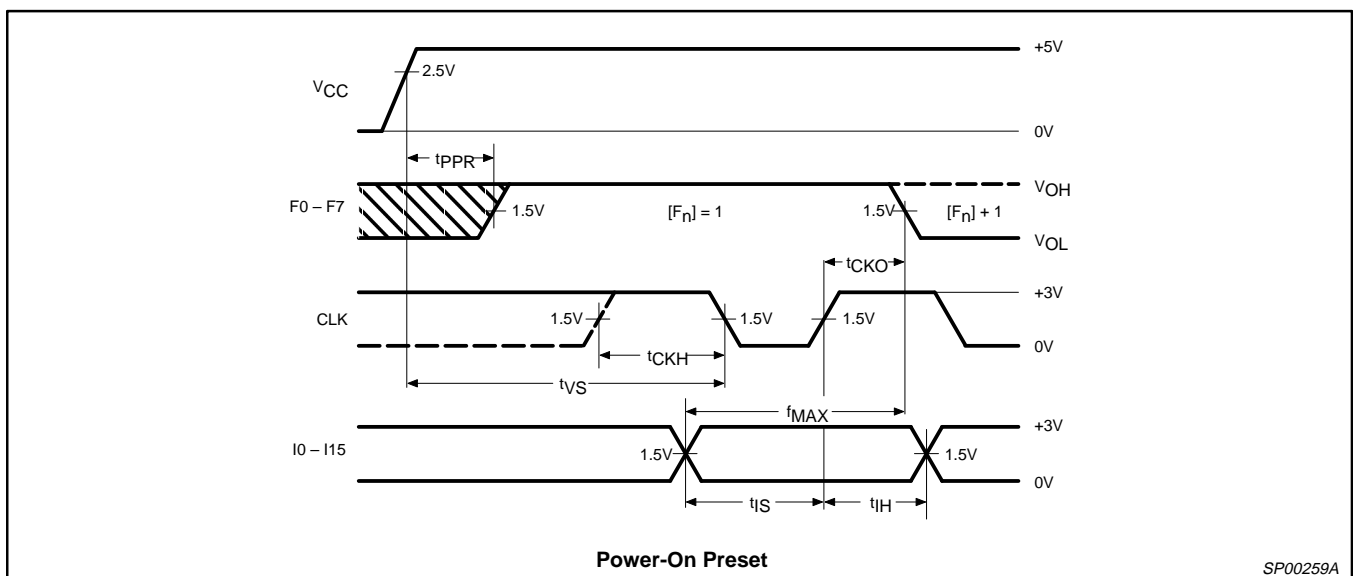 +5V
2.5V
VCC
0V
tPPR
VOH
F0 – F7
1.5V
[Fn] = 1
1.5V
[Fn] + 1
VOL
tCKO
+3V
CLK
1.5V
1.5V
1.5V
0V
tCKH
tVS
fMAX
+3V
I0 – I15
1.5V
1.5V
0V
tIS
tIH
Power-On Preset
SP00259A